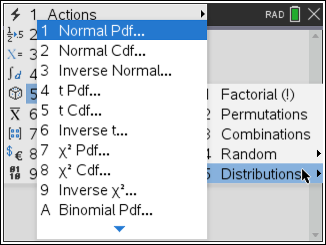 1 Actions
RAD
1 Normal Pdf...
2 Normal Cdf...
3 Inverse Normal...
4 t Pdf...
5 t Cdf...
6 Inverse t...
7 χ² Pdf...
8 χ² Cdf...
9 Inverse χ²...
A Binomial Pdf...
1 Factorial (!)
2 Permutations
3 Combinations
4 Random
5 Distributions